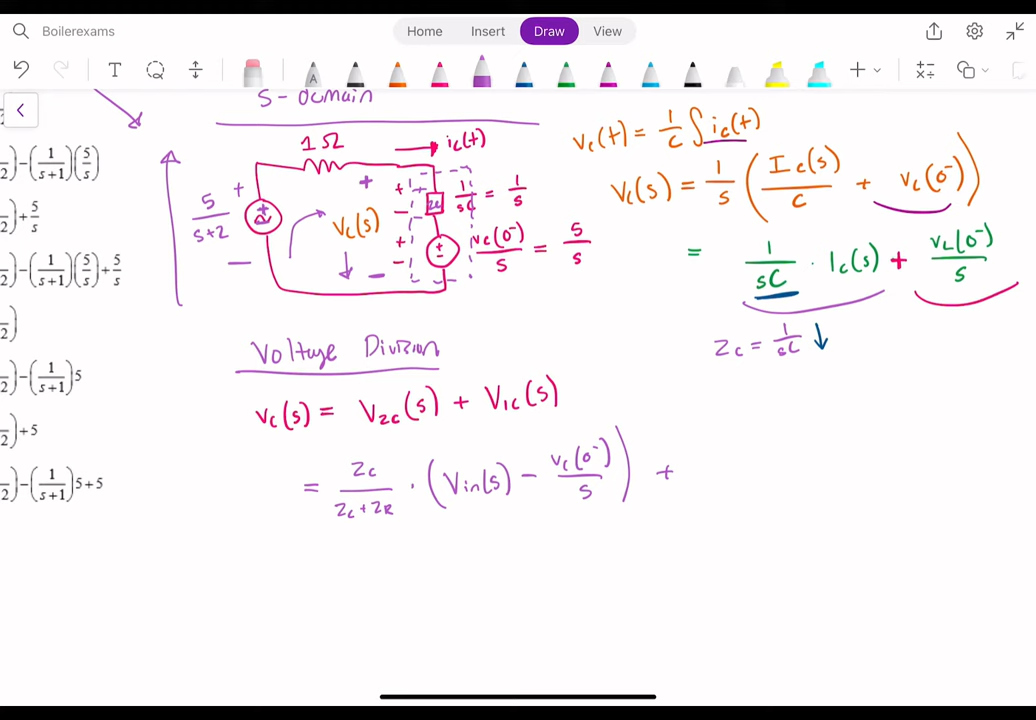 Boilerexams
Home Insert Draw View
S-domain
1 Ω
i_c(t)
5/(s+2)
+
−
+
V_c(s)
−
+
−
Z_C
1/(sC) = 1/s
+
−
v_c(0⁻)/s = 5/s
v_c(t) = 1/C ∫ i_c(t)
V_c(s) = 1/s ( I_c(s)/C + v_c(0⁻) )
= 1/(sC) · I_c(s) + v_c(0⁻)/s
Z_C = 1/(sC) ↓
2) − (1/(s+1))(5/s)
2) + 5/s
2) − (1/(s+1))(5/s) + 5/s
2)
2) − (1/(s+1))5
2) + 5
2) − (1/(s+1))5 + 5
Voltage Division
V_c(s) = V_ZC(s) + V_IC(s)
= Z_C/(Z_C + Z_R) · ( V_in(s) − v_c(0⁻)/s ) +